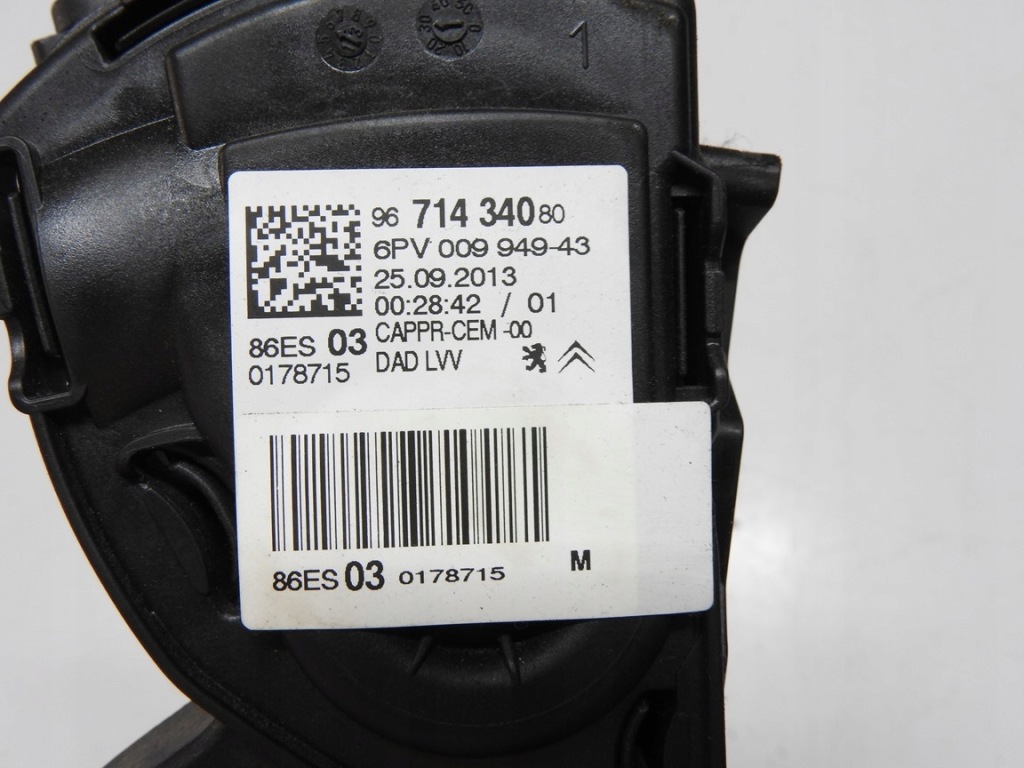 1
96 714 340 80
6PV 009 949-43
25.09.2013
00:28:42 / 01
CAPPR-CEM -00
DAD LVV
86ES 03
0178715
86ES 03 0178715
M